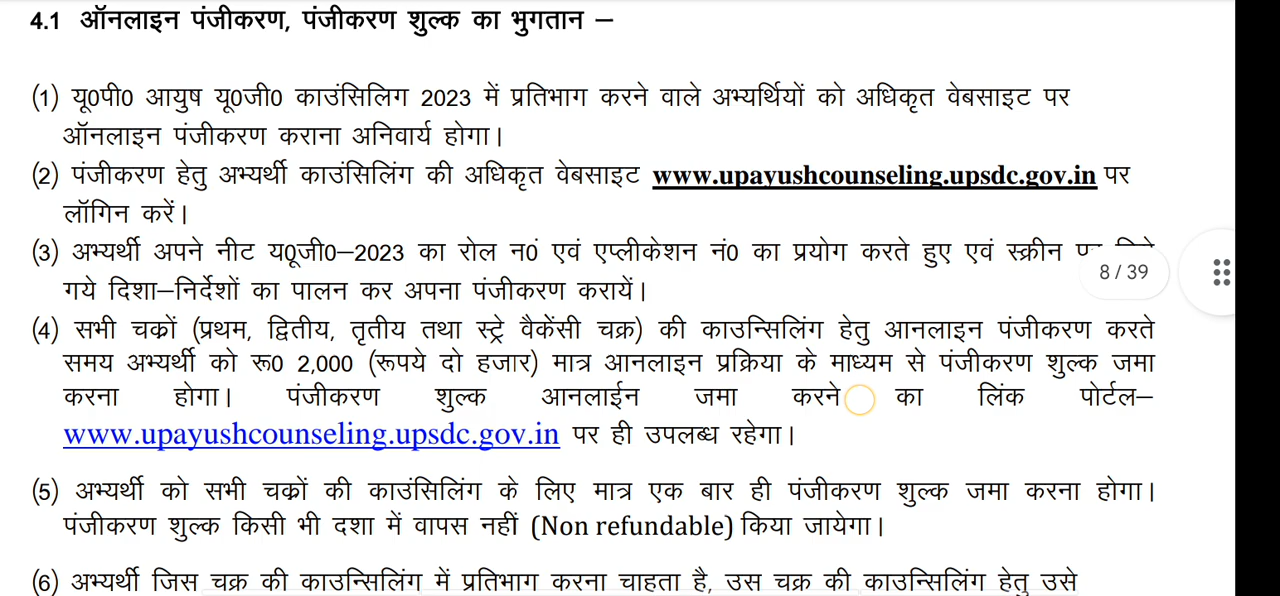 4.1 ऑनलाइन पंजीकरण, पंजीकरण शुल्क का भुगतान –
(1) यू0पी0 आयुष यू0जी0 काउंसिलिग 2023 में प्रतिभाग करने वाले अभ्यर्थियों को अधिकृत वेबसाइट पर
ऑनलाइन पंजीकरण कराना अनिवार्य होगा।
(2) पंजीकरण हेतु अभ्यर्थी काउंसिलिंग की अधिकृत वेबसाइट www.upayushcounseling.upsdc.gov.in पर
लॉगिन करें।
(3) अभ्यर्थी अपने नीट यू0जी0–2023 का रोल न0ं एवं एप्लीकेशन नं0 का प्रयोग करते हुए एवं स्क्रीन
8 / 39
गये दिशा–निर्देशों का पालन कर अपना पंजीकरण करायें।
(4) सभी चक्रों (प्रथम, द्वितीय, तृतीय तथा स्ट्रे वैकेंसी चक्र) की काउन्सिलिंग हेतु आनलाइन पंजीकरण करते
समय अभ्यर्थी को रू0 2,000 (रूपये दो हजार) मात्र आनलाइन प्रक्रिया के माध्यम से पंजीकरण शुल्क जमा
करना होगा। पंजीकरण शुल्क आनलाईन जमा करने का लिंक पोर्टल–
www.upayushcounseling.upsdc.gov.in पर ही उपलब्ध रहेगा।
(5) अभ्यर्थी को सभी चक्रों की काउंसिलिंग के लिए मात्र एक बार ही पंजीकरण शुल्क जमा करना होगा।
पंजीकरण शुल्क किसी भी दशा में वापस नहीं (Non refundable) किया जायेगा।
(6) अभ्यर्थी जिस चक्र की काउन्सिलिंग में प्रतिभाग करना चाहता है, उस चक्र की काउन्सिलिंग हेतु उसे